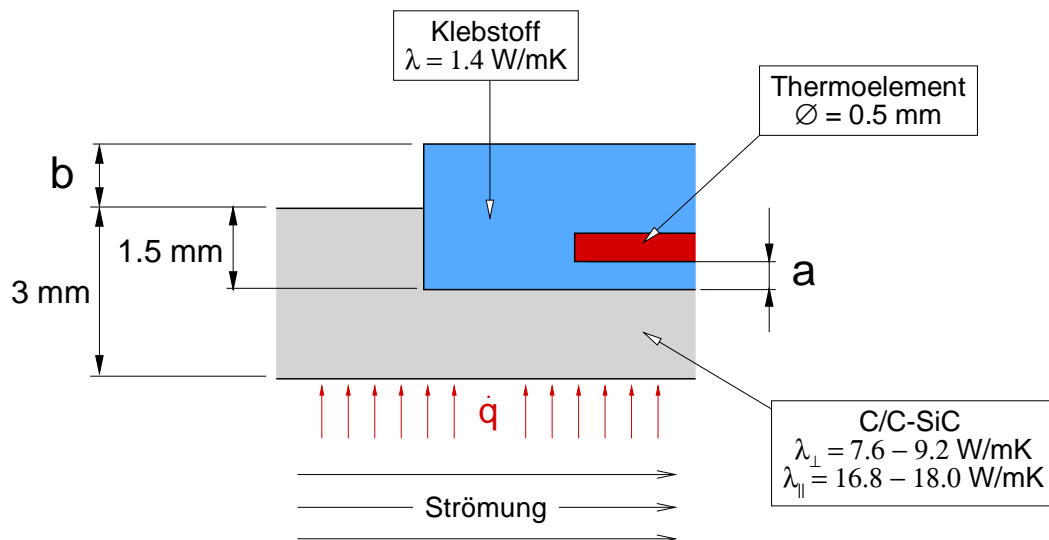 Klebstoff
λ = 1.4 W/mK
Thermoelement
∅ = 0.5 mm
b
1.5 mm
3 mm
a
q̇
C/C-SiC
λ⊥ = 7.6 – 9.2 W/mK
λ|| = 16.8 – 18.0 W/mK
Strömung